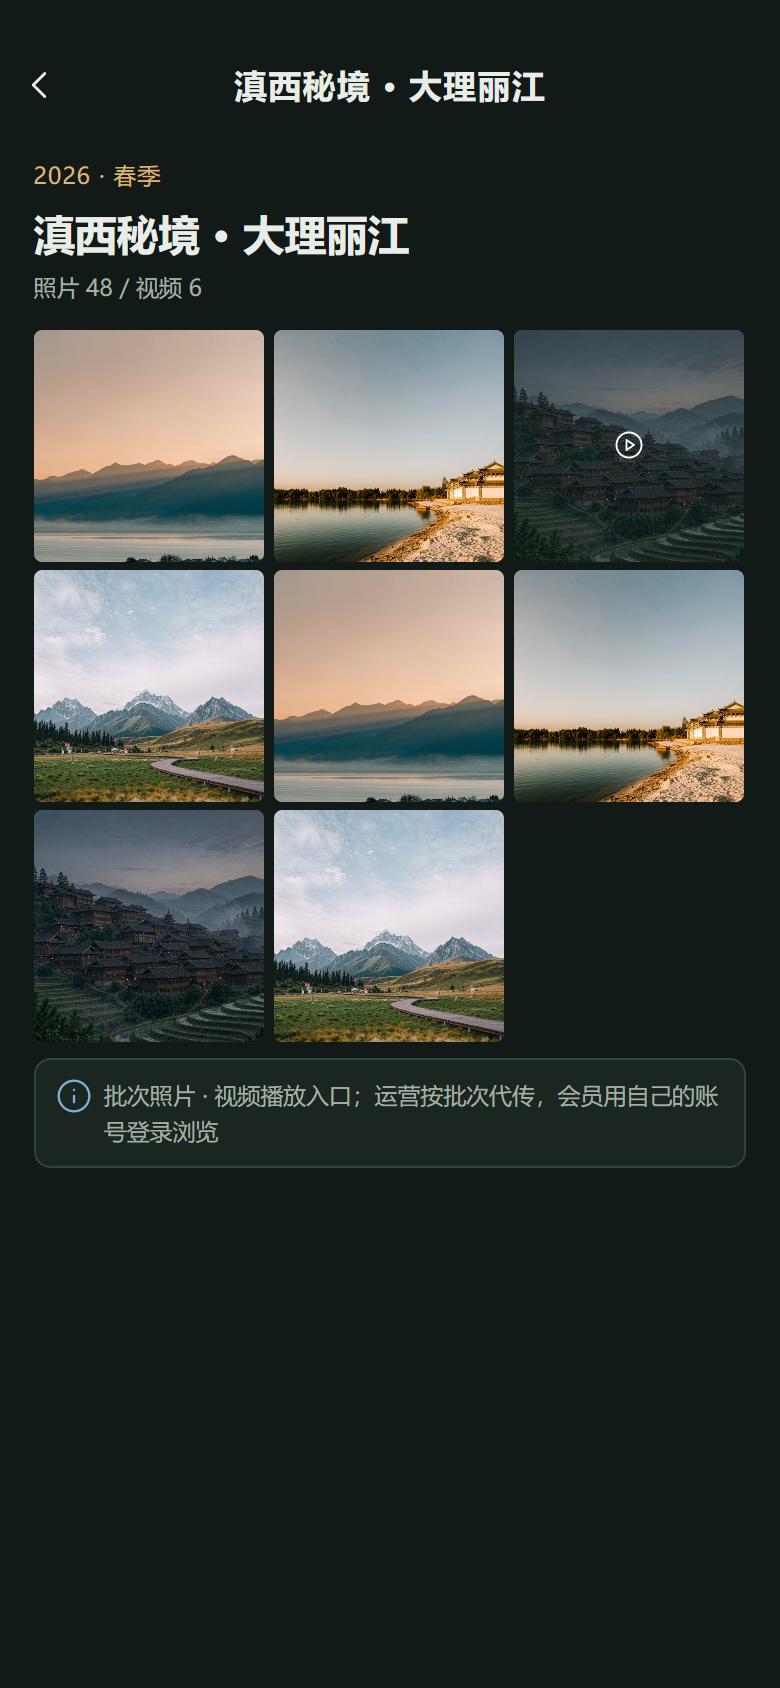 滇西秘境 • 大理丽江
2026 · 春季
滇西秘境 • 大理丽江
照片 48 / 视频 6
批次照片 · 视频播放入口；运营按批次代传，会员用自己的账
号登录浏览